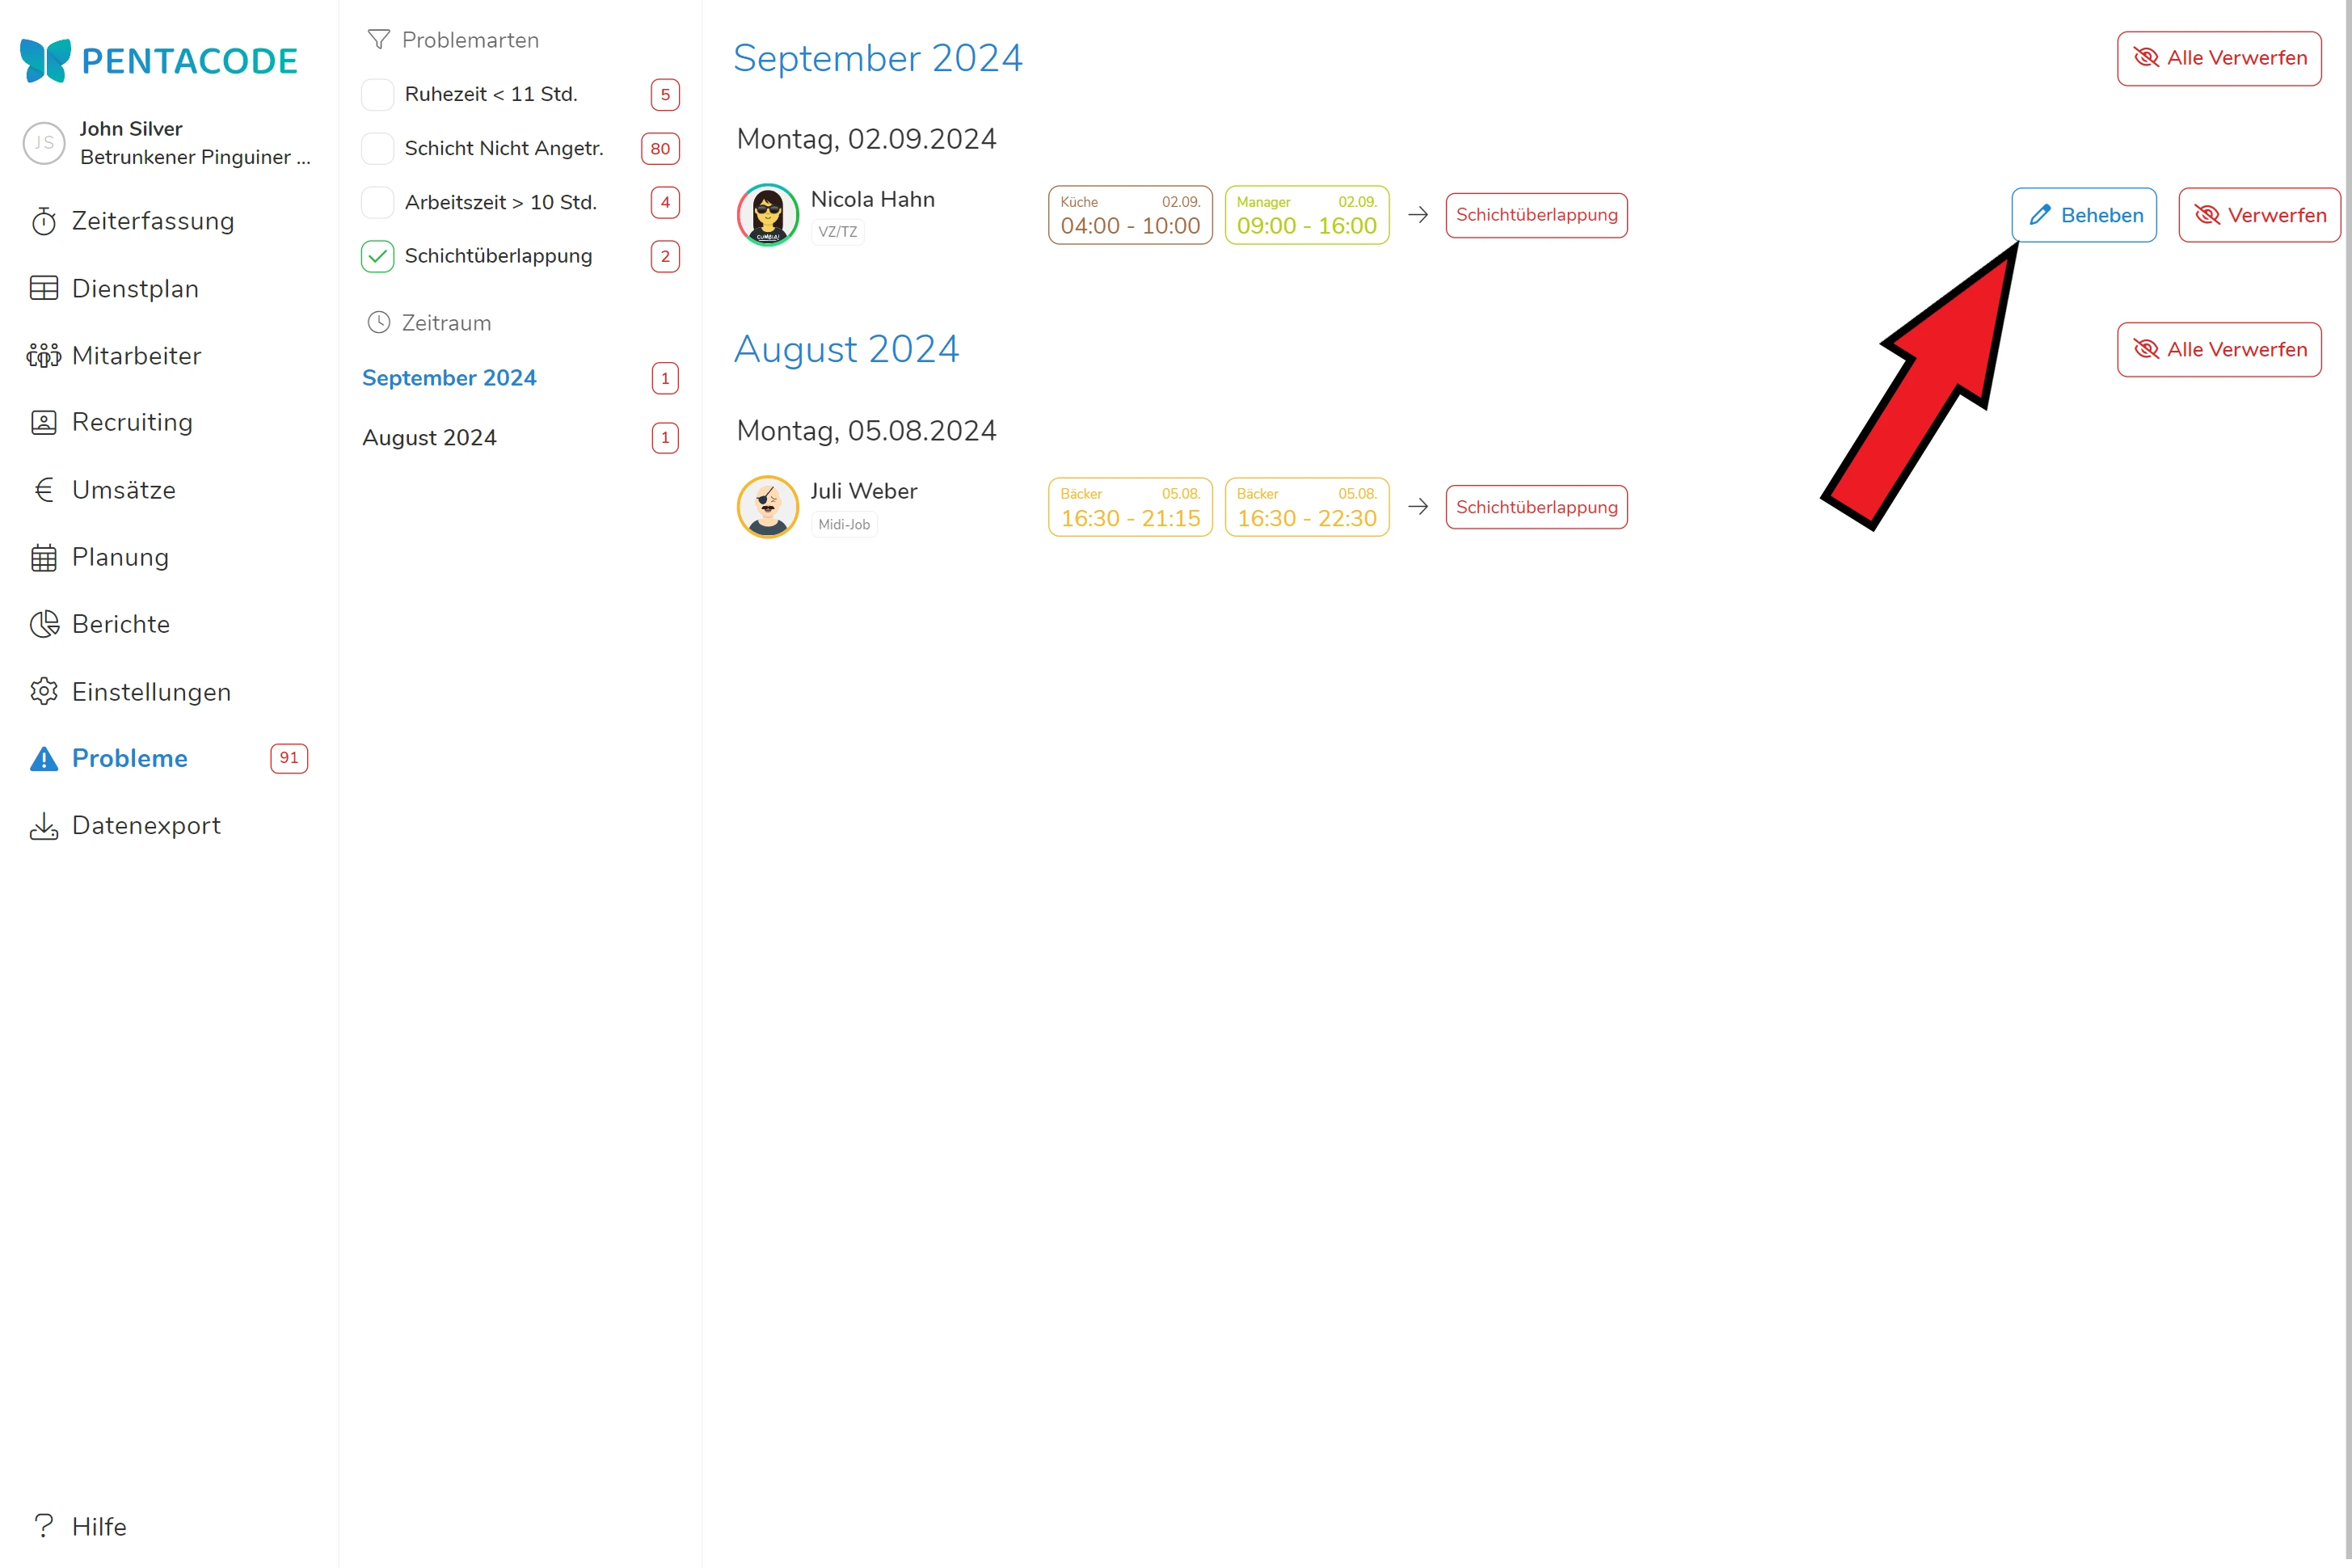 PENTACODE
JS
John Silver
Betrunkener Pinguiner ...
Zeiterfassung
Dienstplan
Mitarbeiter
Recruiting
Umsätze
Planung
Berichte
Einstellungen
Probleme 91
Datenexport
Hilfe
Problemarten
Ruhezeit < 11 Std. 5
Schicht Nicht Angetr. 80
Arbeitszeit > 10 Std. 4
Schichtüberlappung 2
Zeitraum
September 2024 1
August 2024 1
September 2024 Alle Verwerfen
Montag, 02.09.2024
Nicola Hahn
VZ/TZ
Küche 02.09.
04:00 - 10:00
Manager 02.09.
09:00 - 16:00
Schichtüberlappung
Beheben
Verwerfen
August 2024 Alle Verwerfen
Montag, 05.08.2024
Juli Weber
Midi-Job
Bäcker 05.08.
16:30 - 21:15
Bäcker 05.08.
16:30 - 22:30
Schichtüberlappung